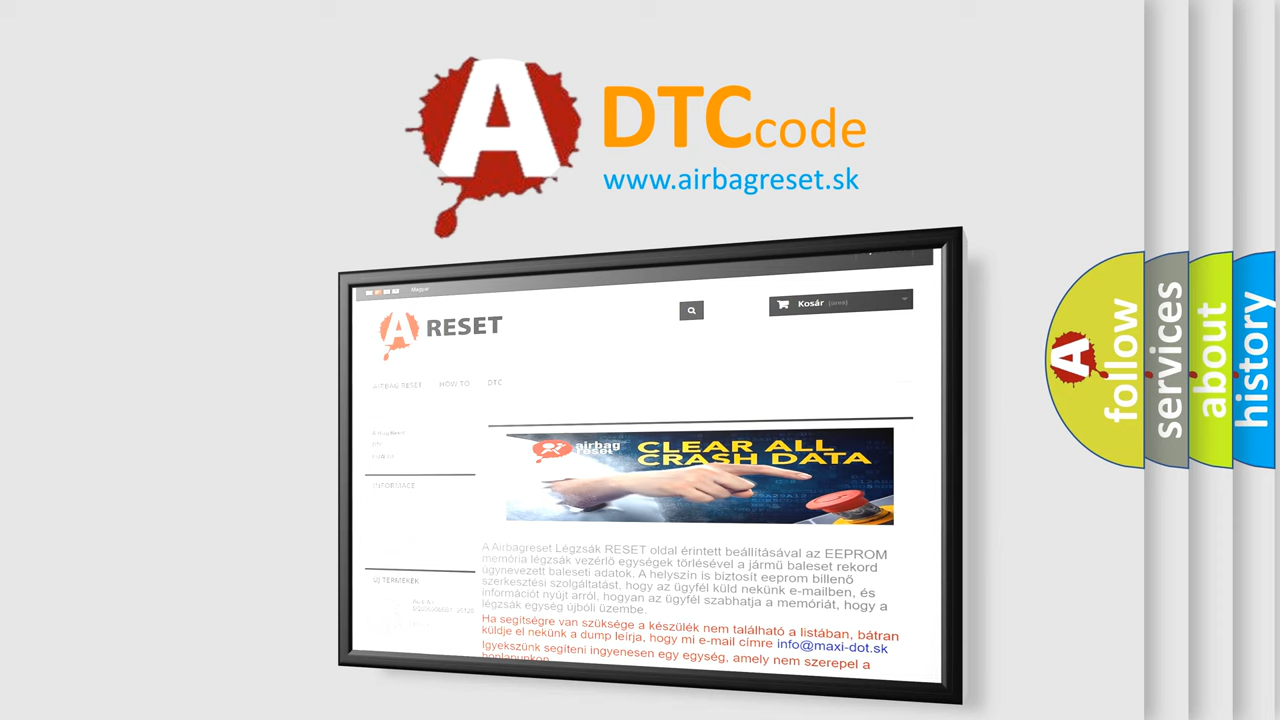 A
DTC code
www.airbagreset.sk
Magyar
A RESET
Kosár (üres)
AIRBAG RESET HOW TO DTC
INFORMACE
airbag
reset
CLEAR ALL
CRASH DATA
A Airbagreset Légzsák RESET oldal érintett beállításával az EEPROM
memória légzsák vezérlő egységek törlésével a jármű baleset rekord
úgynevezett baleseti adatok. A helyszín is biztosít eeprom billenő
szerkesztési szolgáltatást, hogy az ügyfél küld nekünk e-mailben, és
információt nyújt arról, hogyan az ügyfél szabhatja a memóriát, hogy a
légzsák egység újbóli üzembe.
Ha segítségre van szüksége a készülék nem található a listában, bátran
küldje el nekünk a dump leírja, hogy mi e-mail címre info@maxi-dot.sk
Igyekszünk segíteni ingyenesen egy egység, amely nem szerepel a
honlapunkon
ÚJ TERMÉKEK
A
follow
services
about
history